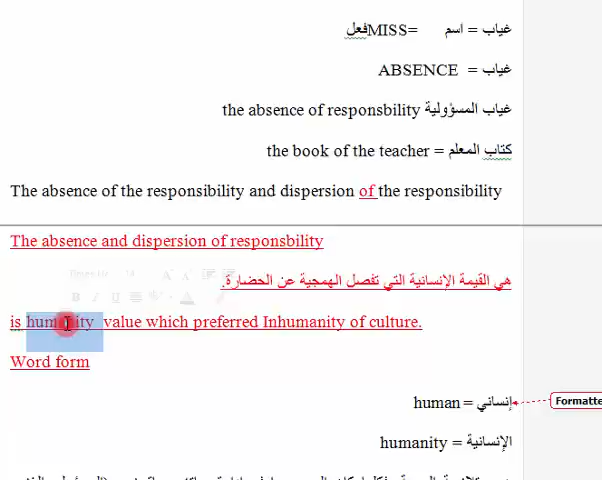 غياب = اسم     =MISSفعل
غياب =  ABSENCE
غياب المسؤولية the absence of responsbility
كتاب المعلم = the book of the teacher
The absence of the responsibility and dispersion of the responsibility
The absence and dispersion of responsbility
هي القيمة الإنسانية التي تفصل الهمجية عن الحضارة.
is humanity value which preferred Inhumanity of culture.
Word form
إنساني = human
Formatte
الإنسانية = humanity